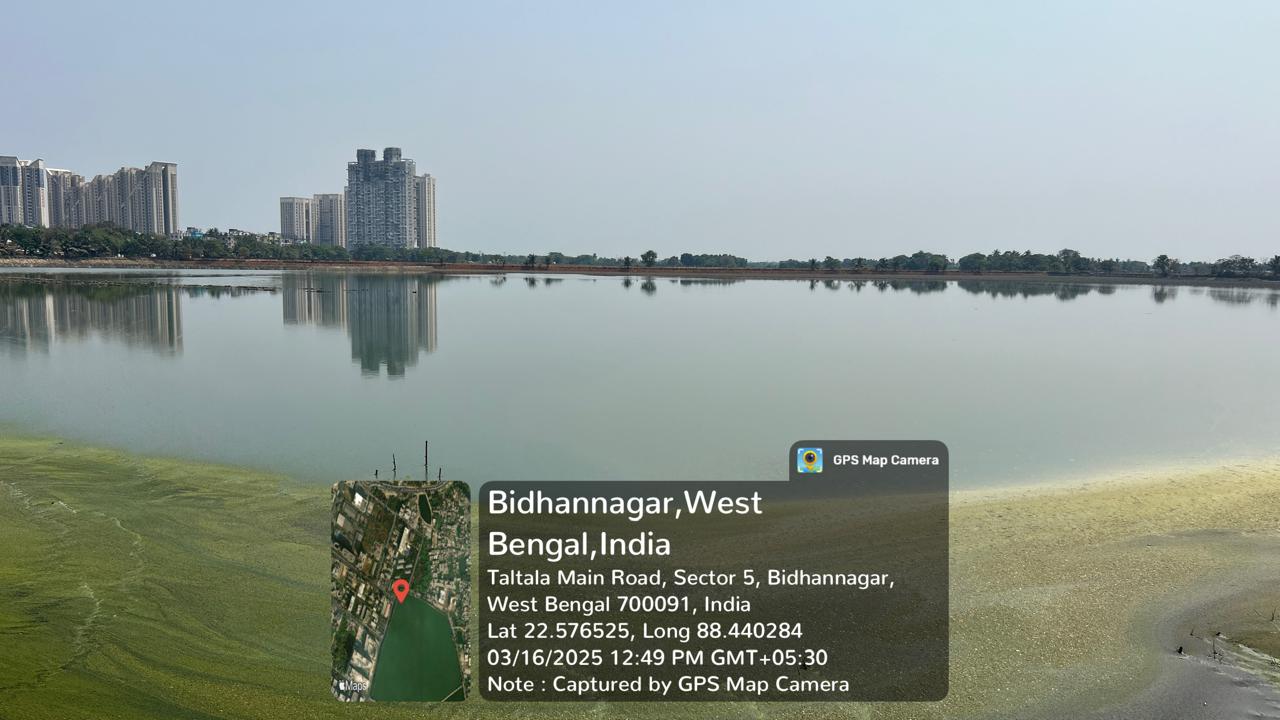 GPS Map Camera
Bidhannagar,West
Bengal,India
Taltala Main Road, Sector 5, Bidhannagar,
West Bengal 700091, India
Lat 22.576525, Long 88.440284
03/16/2025 12:49 PM GMT+05:30
Note : Captured by GPS Map Camera
Maps